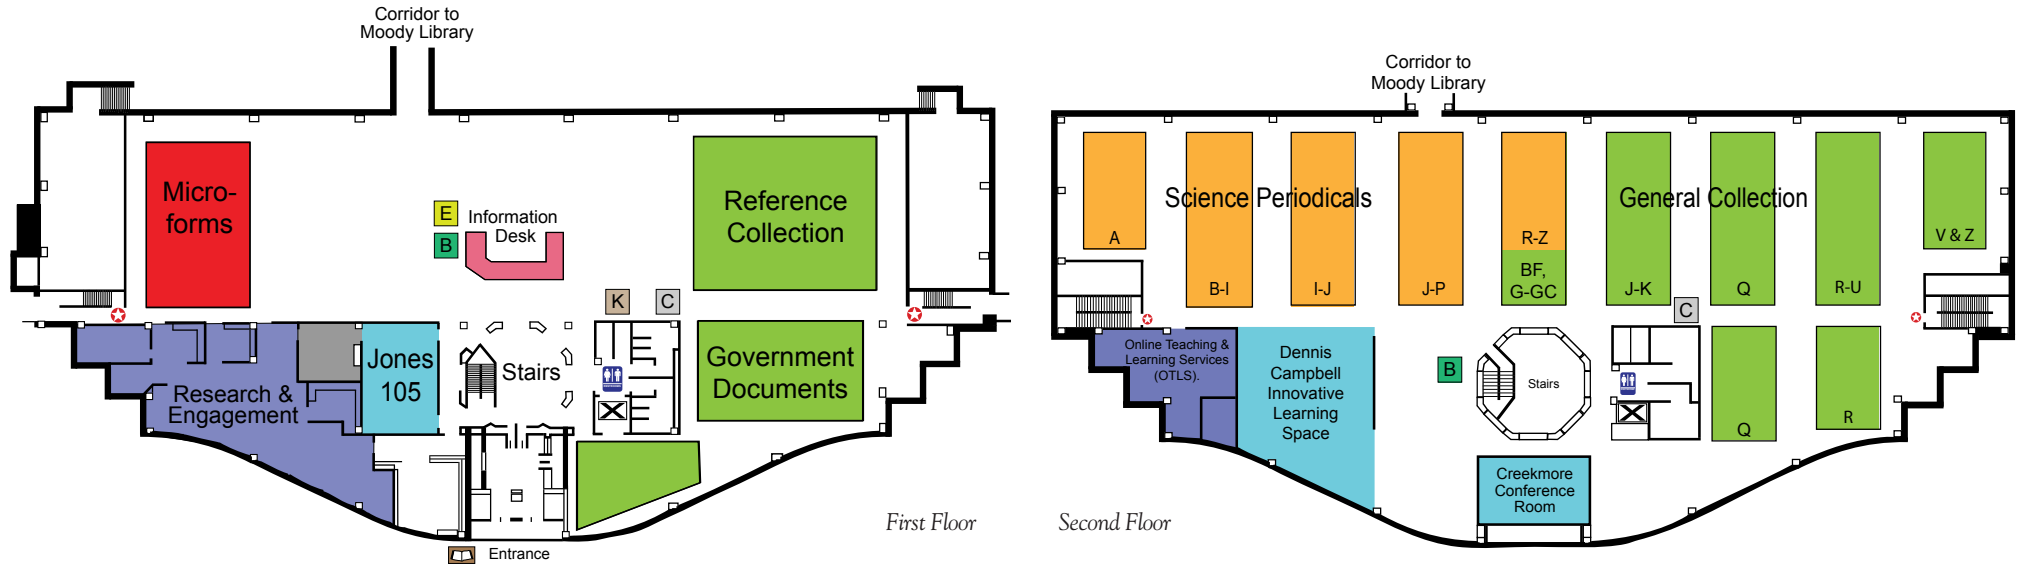 Corridor to
Moody Library
Micro-
forms
E
Information
Desk
B
Reference
Collection
K
C
Research &
Engagement
Jones
105
Stairs
Government
Documents
Entrance
First Floor
Corridor to
Moody Library
Science Periodicals
General Collection
A
B-I
I-J
J-P
R-Z
BF,
G-GC
J-K
Q
R-U
V & Z
C
Online Teaching &
Learning Services
(OTLS).
Dennis
Campbell
Innovative
Learning
Space
B
Stairs
Q
R
Creekmore
Conference
Room
Second Floor